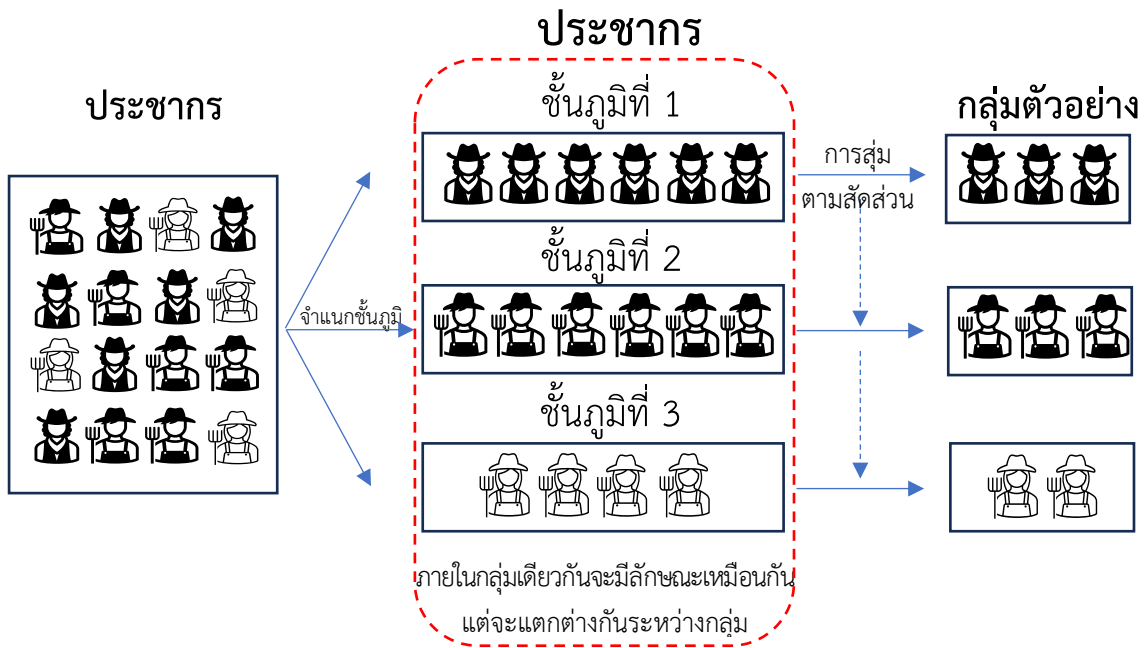 ประชากร
ประชากร
จำแนกชั้นภูมิ
ชั้นภูมิที่ 1
ชั้นภูมิที่ 2
ชั้นภูมิที่ 3
ภายในกลุ่มเดียวกันจะมีลักษณะเหมือนกัน
แต่จะแตกต่างกันระหว่างกลุ่ม
การสุ่ม
ตามสัดส่วน
กลุ่มตัวอย่าง